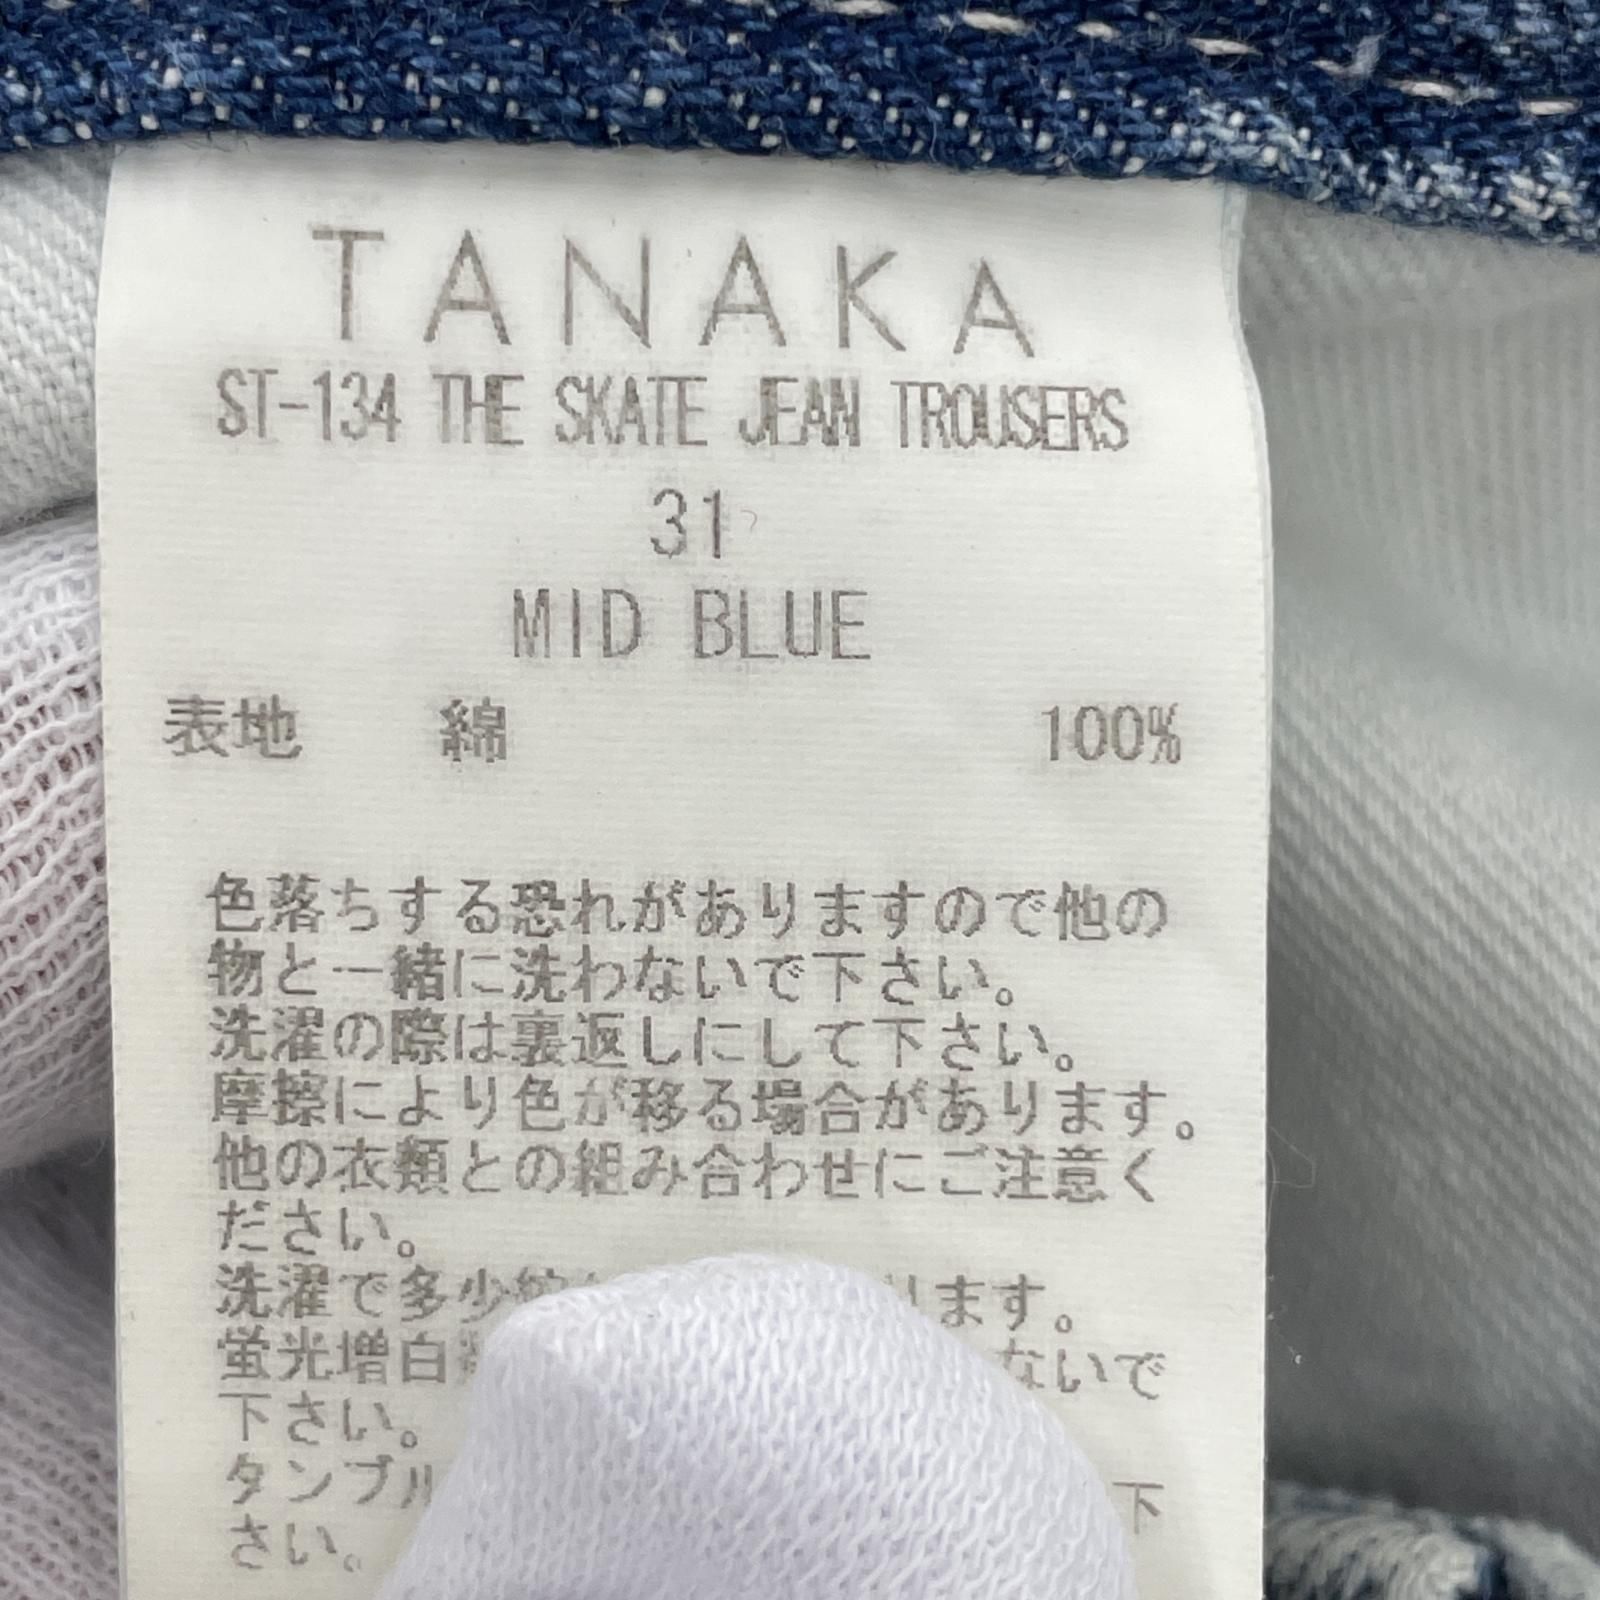 TANAKA
ST-134 THE SKATE JEAN TROUSERS
31
MID BLUE
表地 綿 100%
色落ちする恐れがありますので他の
物と一緒に洗わないで下さい。
洗濯の際は裏返しにして下さい。
摩擦により色が移る場合があります。
他の衣類との組み合わせにご注意く
ださい。
洗濯で多少 ります。
蛍光増白 ないで
下さい。
タンブル 下
さい。